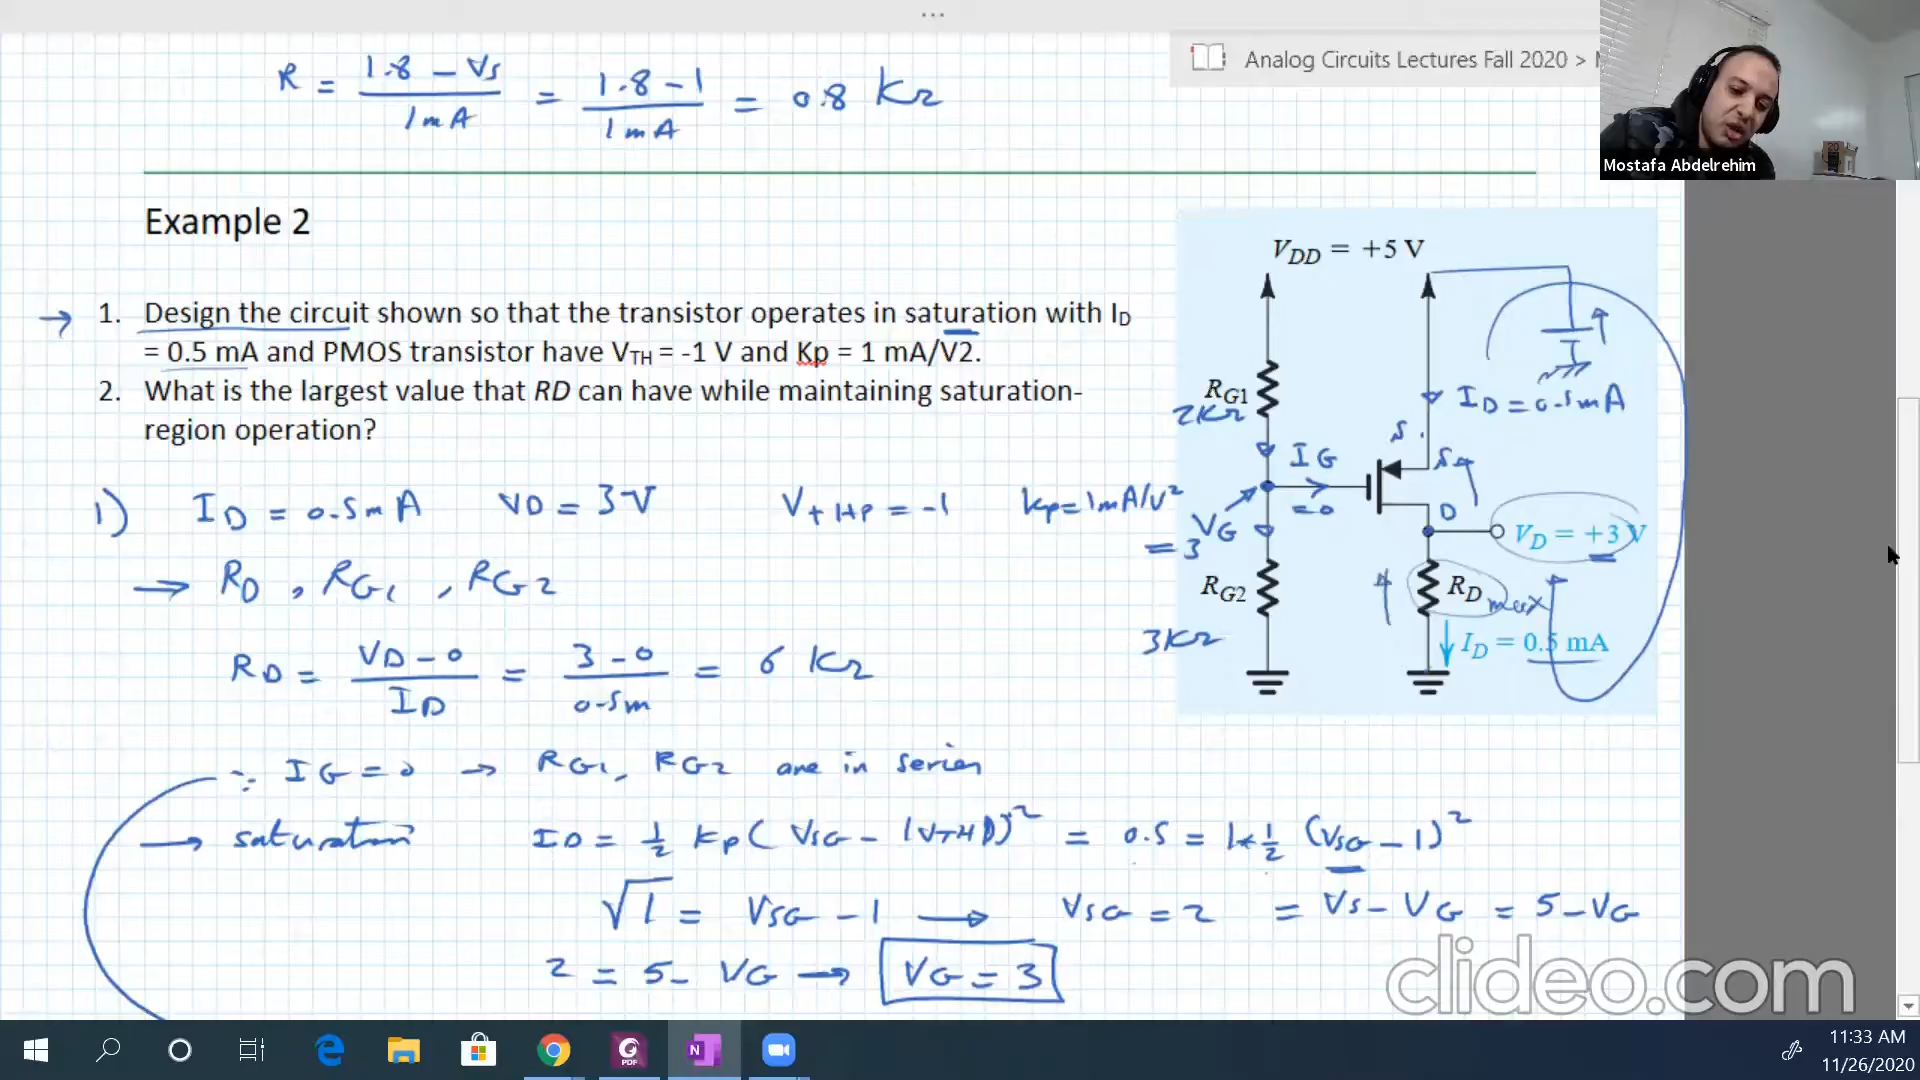 ...
R = 1.8 - Vs / 1mA = 1.8 - 1 / 1mA = 0.8 KΩ
Analog Circuits Lectures Fall 2020 >
Mostafa Abdelrehim
Example 2
1. Design the circuit shown so that the transistor operates in saturation with ID
= 0.5 mA and PMOS transistor have VTH = -1 V and Kp = 1 mA/V2.
2. What is the largest value that RD can have while maintaining saturation-
region operation?
VDD = +5 V
RG1
2KΩ
I
ID = 0.5mA
S
IG
= 0
S
D
VG
= 3
VD = +3 V
RG2
3KΩ
RD max
ID = 0.5 mA
1) ID = 0.5mA VD = 3V VTHP = -1 kp = 1mA/V²
→ RD, RG1, RG2
RD = VD - 0 / ID = 3 - 0 / 0.5m = 6 KΩ
∵ IG = 0 → RG1, RG2 are in series
→ saturation ID = 1/2 kp (VSG - |VTH|)² = 0.5 = 1*1/2 (VSG - 1)²
√1 = VSG - 1 → VSG = 2 = VS - VG = 5 - VG
2 = 5 - VG → VG = 3
clideo.com
PDF
N
11:33 AM
11/26/2020